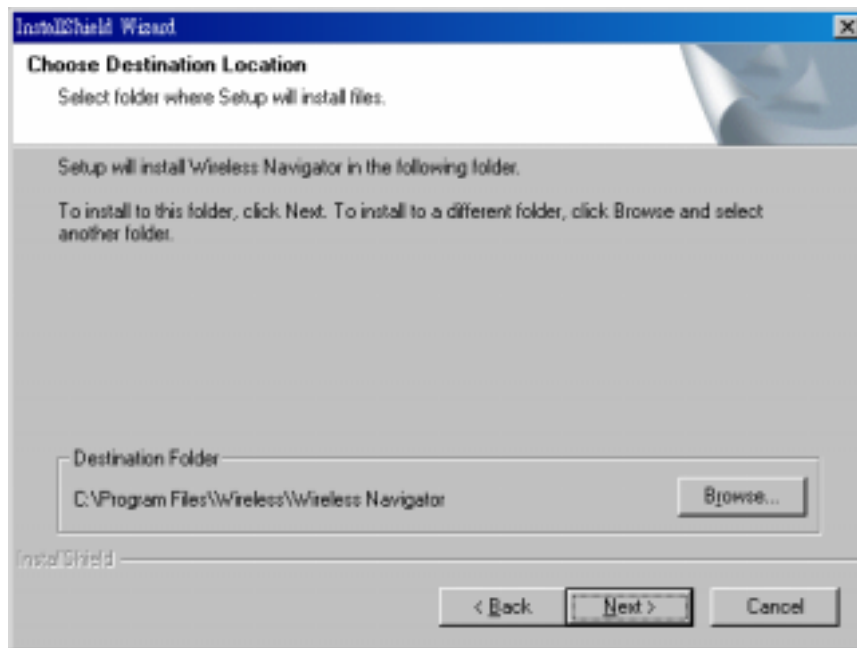 InstallShield Wizard
Choose Destination Location
Select folder where Setup will install files.
Setup will install Wireless Navigator in the following folder.
To install to this folder, click Next. To install to a different folder, click Browse and select
another folder.
Destination Folder
C:\Program Files\Wireless\Wireless Navigator
Browse...
InstallShield
< Back
Next >
Cancel